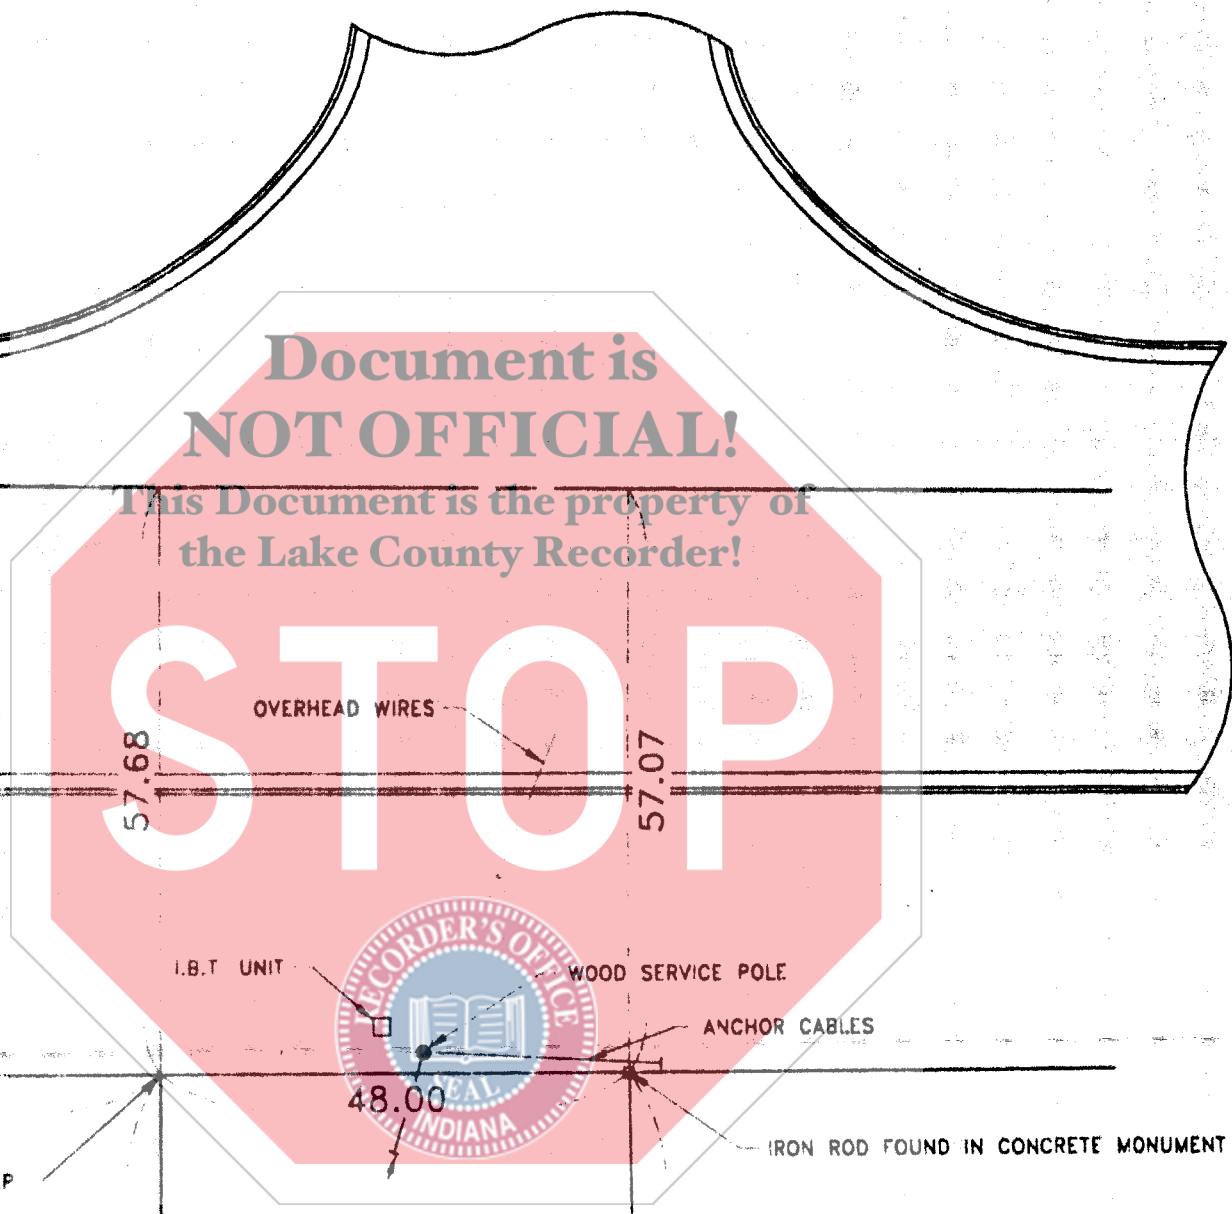 Document is
NOT OFFICIAL!
This Document is the property of
the Lake County Recorder!
STOP
OVERHEAD WIRES
57.68
57.07
I.B.T UNIT
WOOD SERVICE POLE
ANCHOR CABLES
RECORDER'S OFFICE
SEAL
INDIANA
48.00
IRON ROD FOUND IN CONCRETE MONUMENT
P